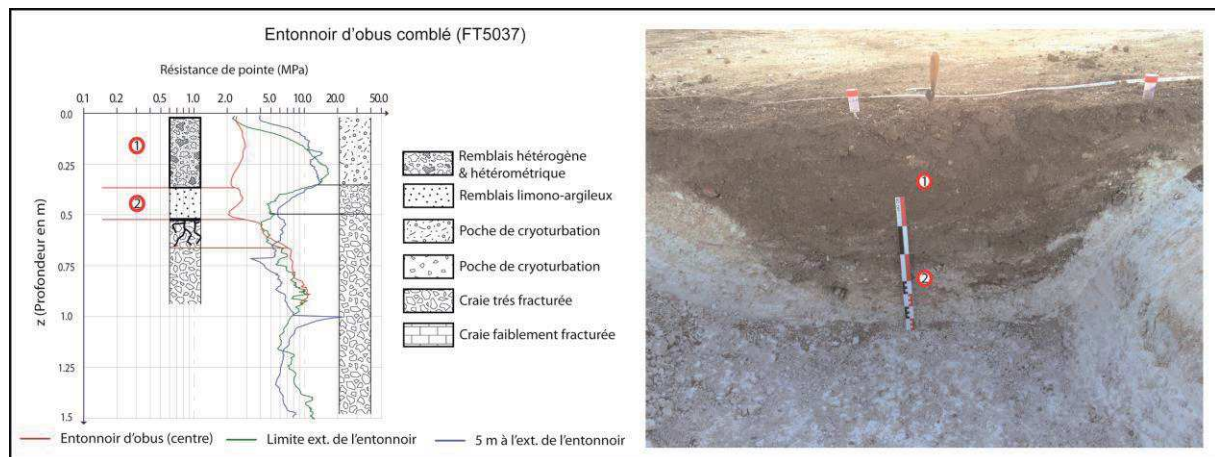 Entonnoir d'obus comblé (FT5037)
Résistance de pointe (MPa)
0.1 0.2 0.5 1.0 2.0 5.0 10.0 20.0 50.0
z (Profondeur en m)
0.0
0.25
0.5
0.75
1.0
1.25
1.5
1
2
Remblais hétérogène
& hétérométrique
Remblais limono-argileux
Poche de cryoturbation
Poche de cryoturbation
Craie trés fracturée
Craie faiblement fracturée
Entonnoir d'obus (centre)
Limite ext. de l'entonnoir
5 m à l'ext. de l'entonnoir
1
2